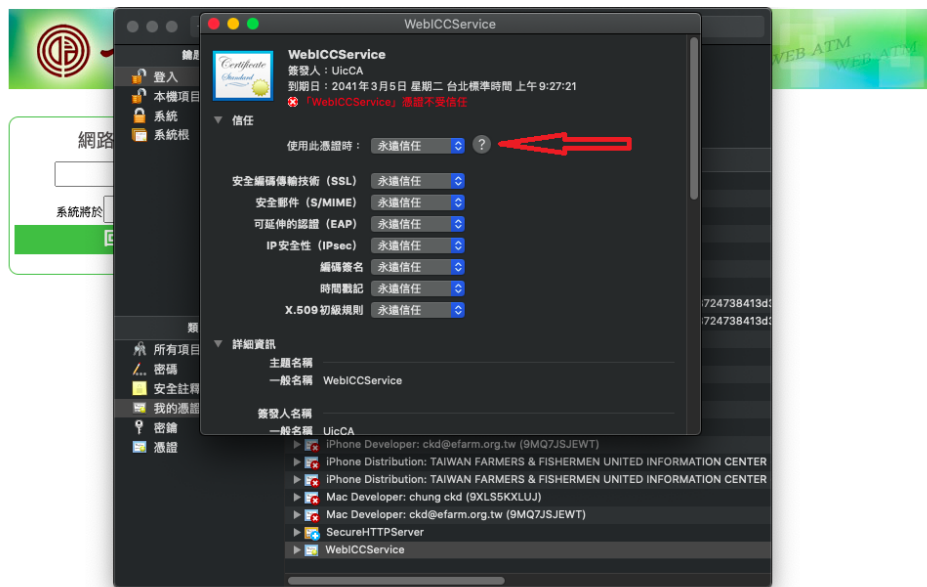 WebICCService
Certificate
Standard
WebICCService
簽發人：UicCA
到期日：2041年3月5日 星期二 台北標準時間 上午9:27:21
「WebICCService」憑證不受信任
信任
使用此憑證時： 永遠信任 ?
安全編碼傳輸技術（SSL） 永遠信任
安全郵件（S/MIME） 永遠信任
可延伸的認證（EAP） 永遠信任
IP安全性（IPsec） 永遠信任
編碼簽名 永遠信任
時間戳記 永遠信任
X.509初級規則 永遠信任
詳細資訊
主題名稱
一般名稱 WebICCService
簽發人名稱
一般名稱 UicCA
登入
本機項目
系統
系統根
WEB ATM
WEB ATM
網路
系統將於
724738413d
724738413d
所有項目
密碼
安全註釋
我的憑證
密鑰
憑證
iPhone Developer: ckd@efarm.org.tw (9MQ7JSJEWT)
iPhone Distribution: TAIWAN FARMERS & FISHERMEN UNITED INFORMATION CENTER
iPhone Distribution: TAIWAN FARMERS & FISHERMEN UNITED INFORMATION CENTER
Mac Developer: chung ckd (9XLS5KXLUJ)
Mac Developer: ckd@efarm.org.tw (9MQ7JSJEWT)
SecureHTTPServer
WebICCService